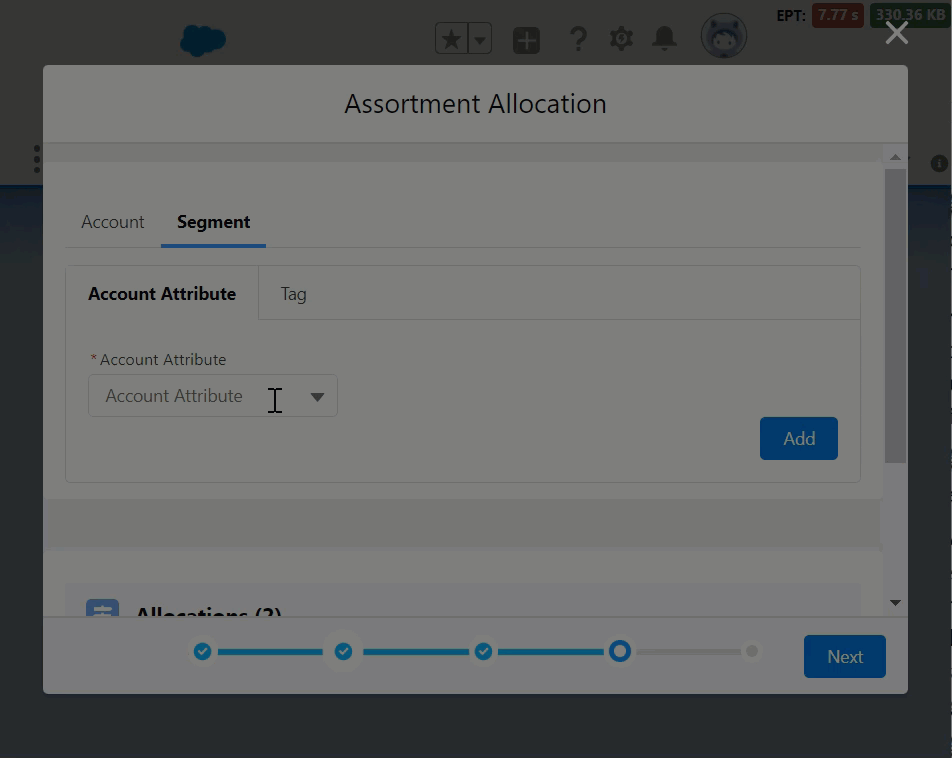 EPT: 7.77 s 330.36 KB
Assortment Allocation
Account Segment
Account Attribute Tag
* Account Attribute
Account Attribute
Add
Allocations (2)
Next